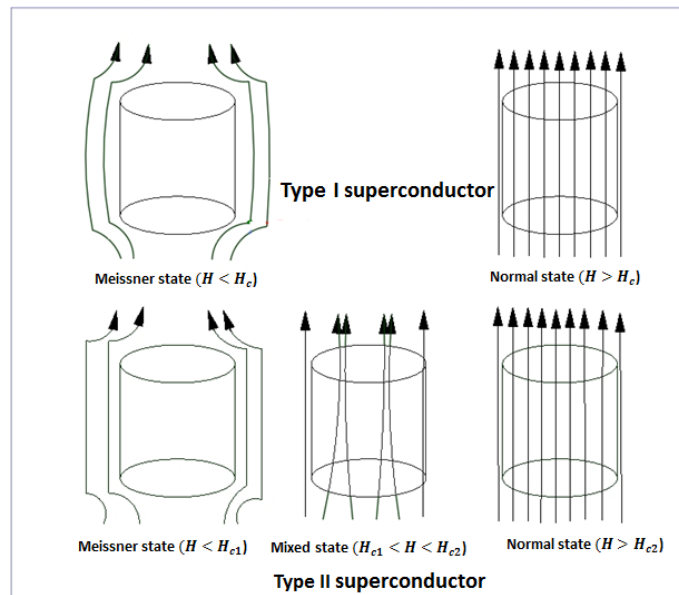 Type I superconductor
Meissner state (H < H_c)
Normal state (H > H_c)
Meissner state (H < H_c1)
Mixed state (H_c1 < H < H_c2)
Normal state (H > H_c2)
Type II superconductor